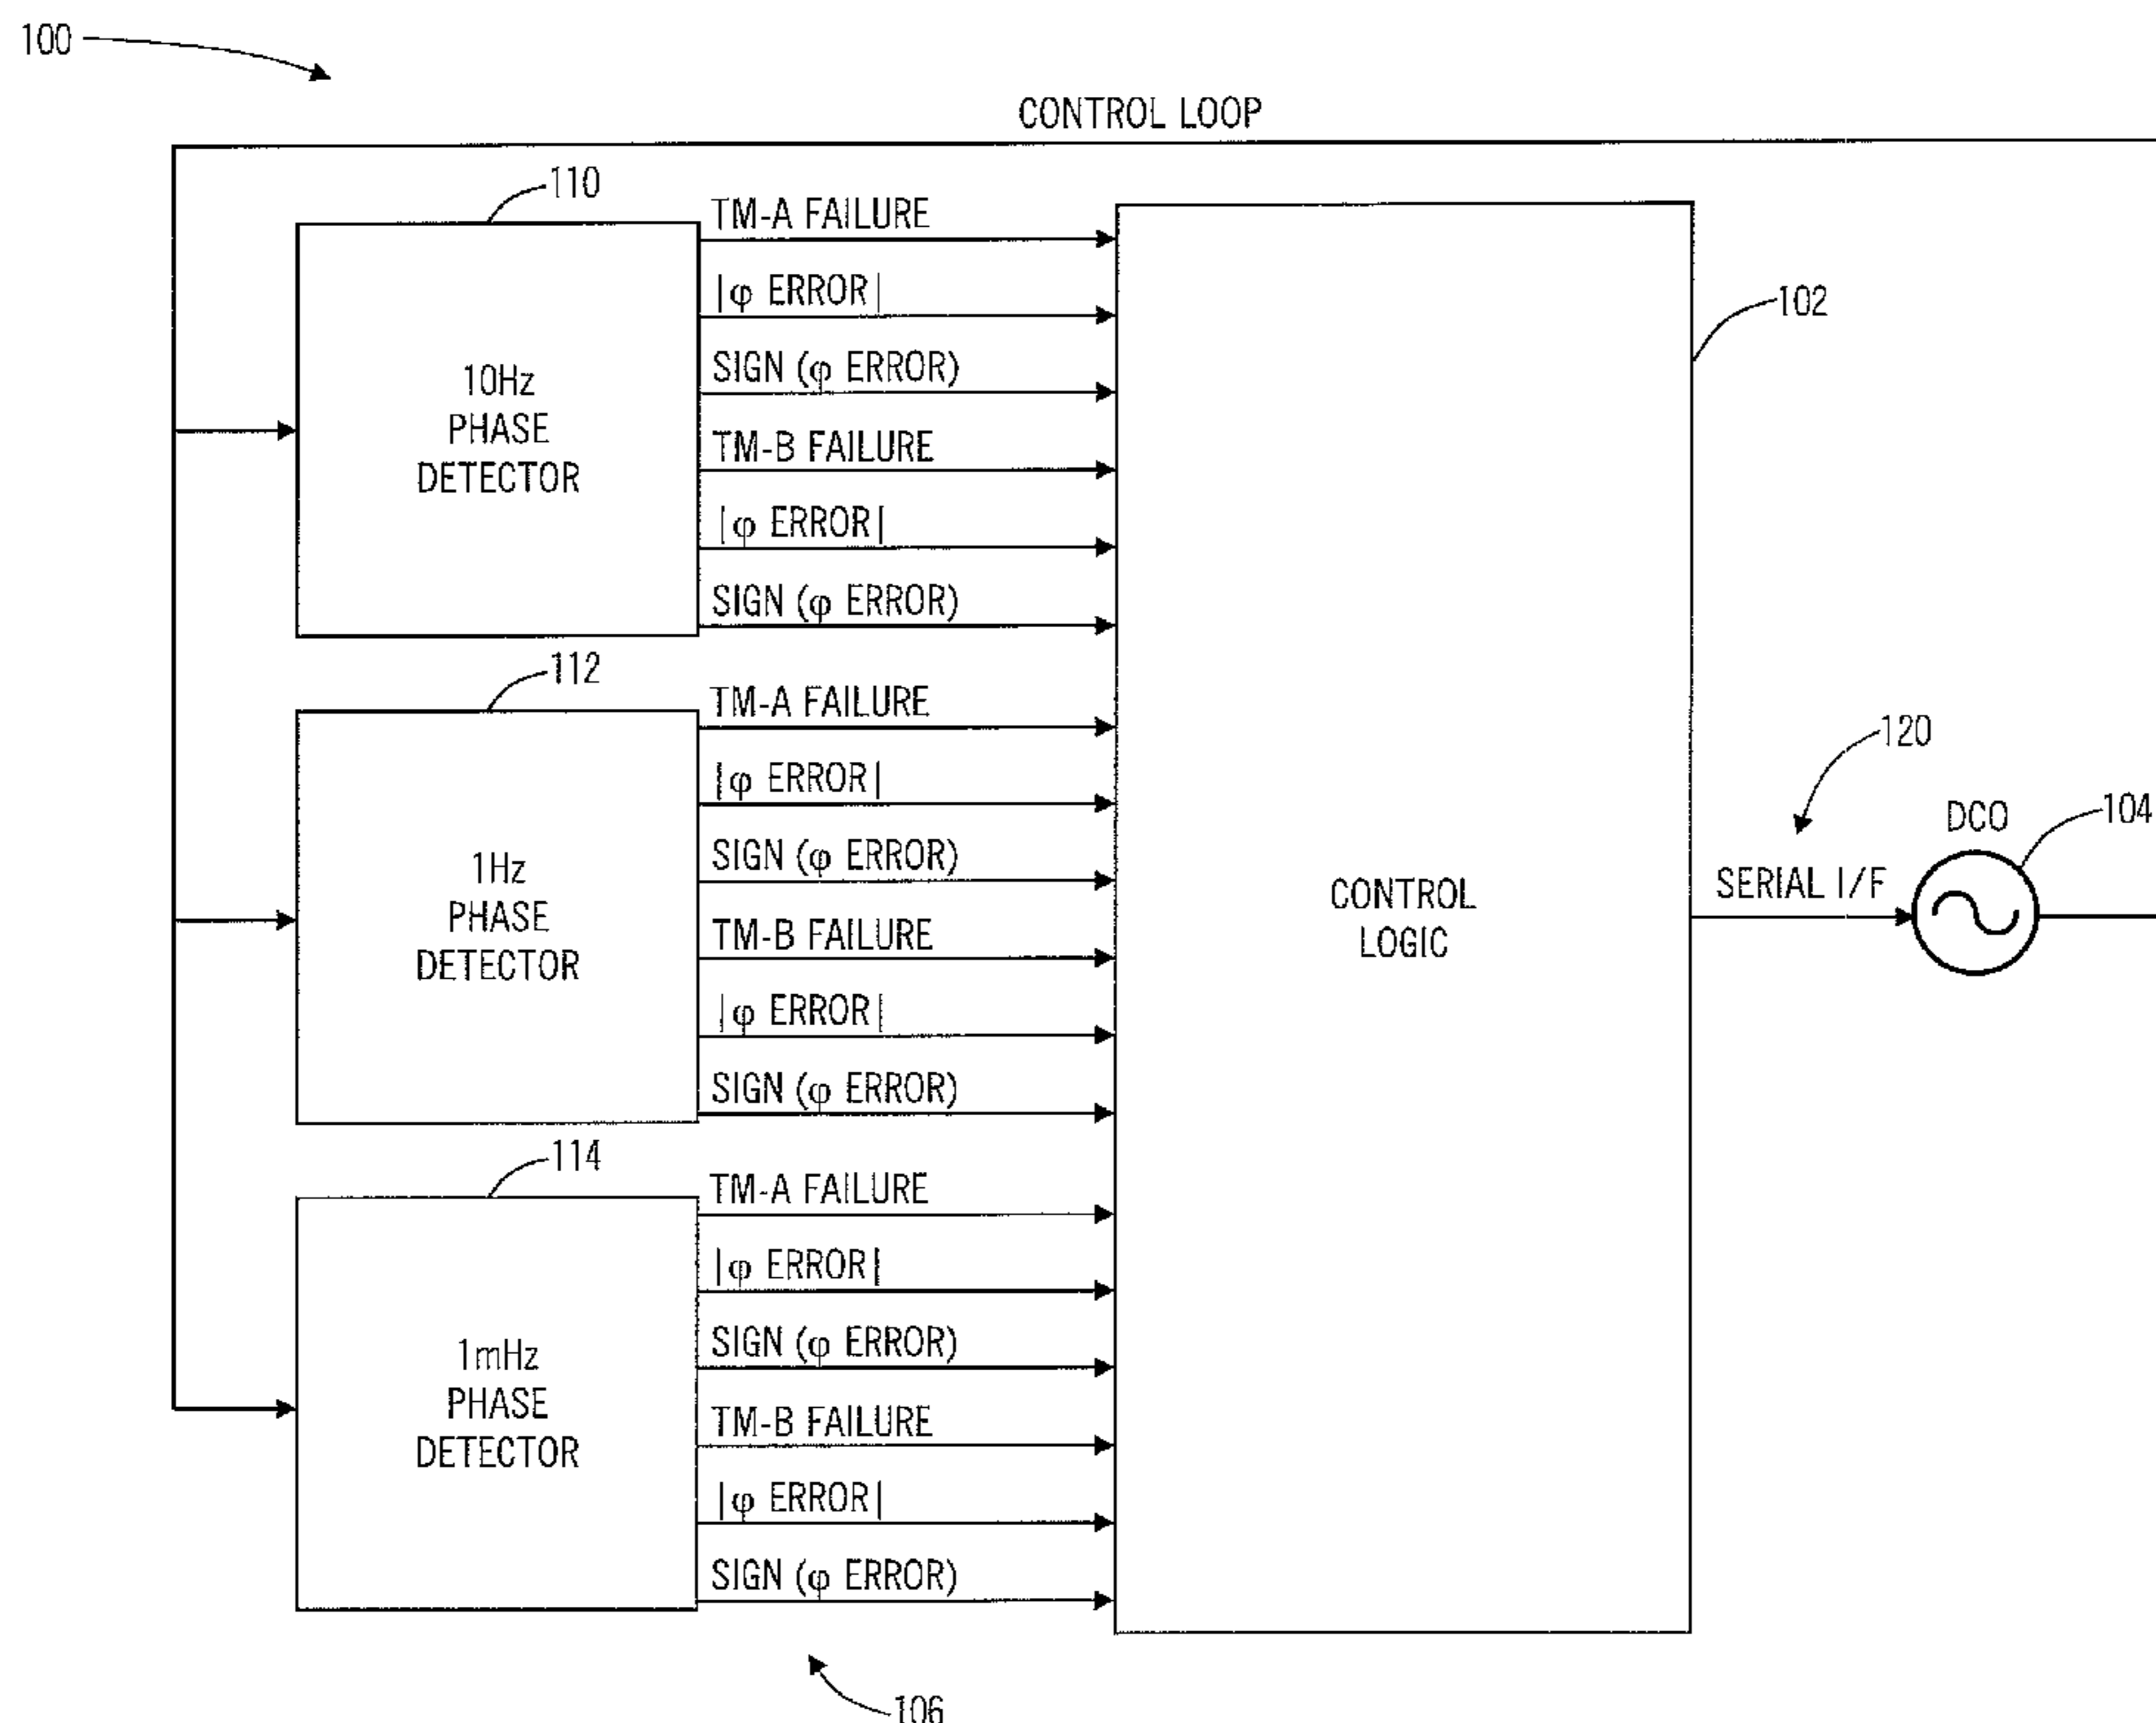 100
CONTROL LOOP
110
10Hz
PHASE
DETECTOR
TM-A FAILURE
|φ ERROR|
SIGN (φ ERROR)
TM-B FAILURE
|φ ERROR|
SIGN (φ ERROR)
102
112
1Hz
PHASE
DETECTOR
TM-A FAILURE
|φ ERROR|
SIGN (φ ERROR)
TM-B FAILURE
|φ ERROR|
SIGN (φ ERROR)
CONTROL
LOGIC
120
SERIAL I/F
DCO
104
114
1mHz
PHASE
DETECTOR
TM-A FAILURE
|φ ERROR|
SIGN (φ ERROR)
TM-B FAILURE
|φ ERROR|
SIGN (φ ERROR)
106